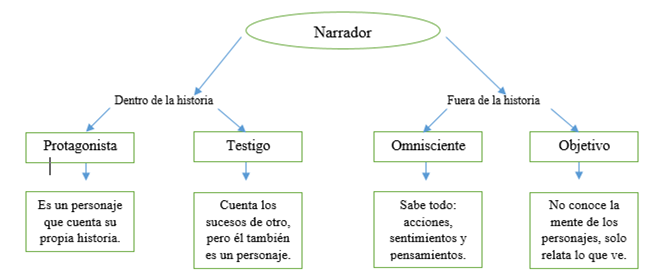 Narrador
Dentro de la historia
Fuera de la historia
Protagonista
Testigo
Omnisciente
Objetivo
Es un personaje
que cuenta su
propia historia.
Cuenta los
sucesos de otro,
pero él también
es un personaje.
Sabe todo:
acciones,
sentimientos y
pensamientos.
No conoce la
mente de los
personajes, solo
relata lo que ve.